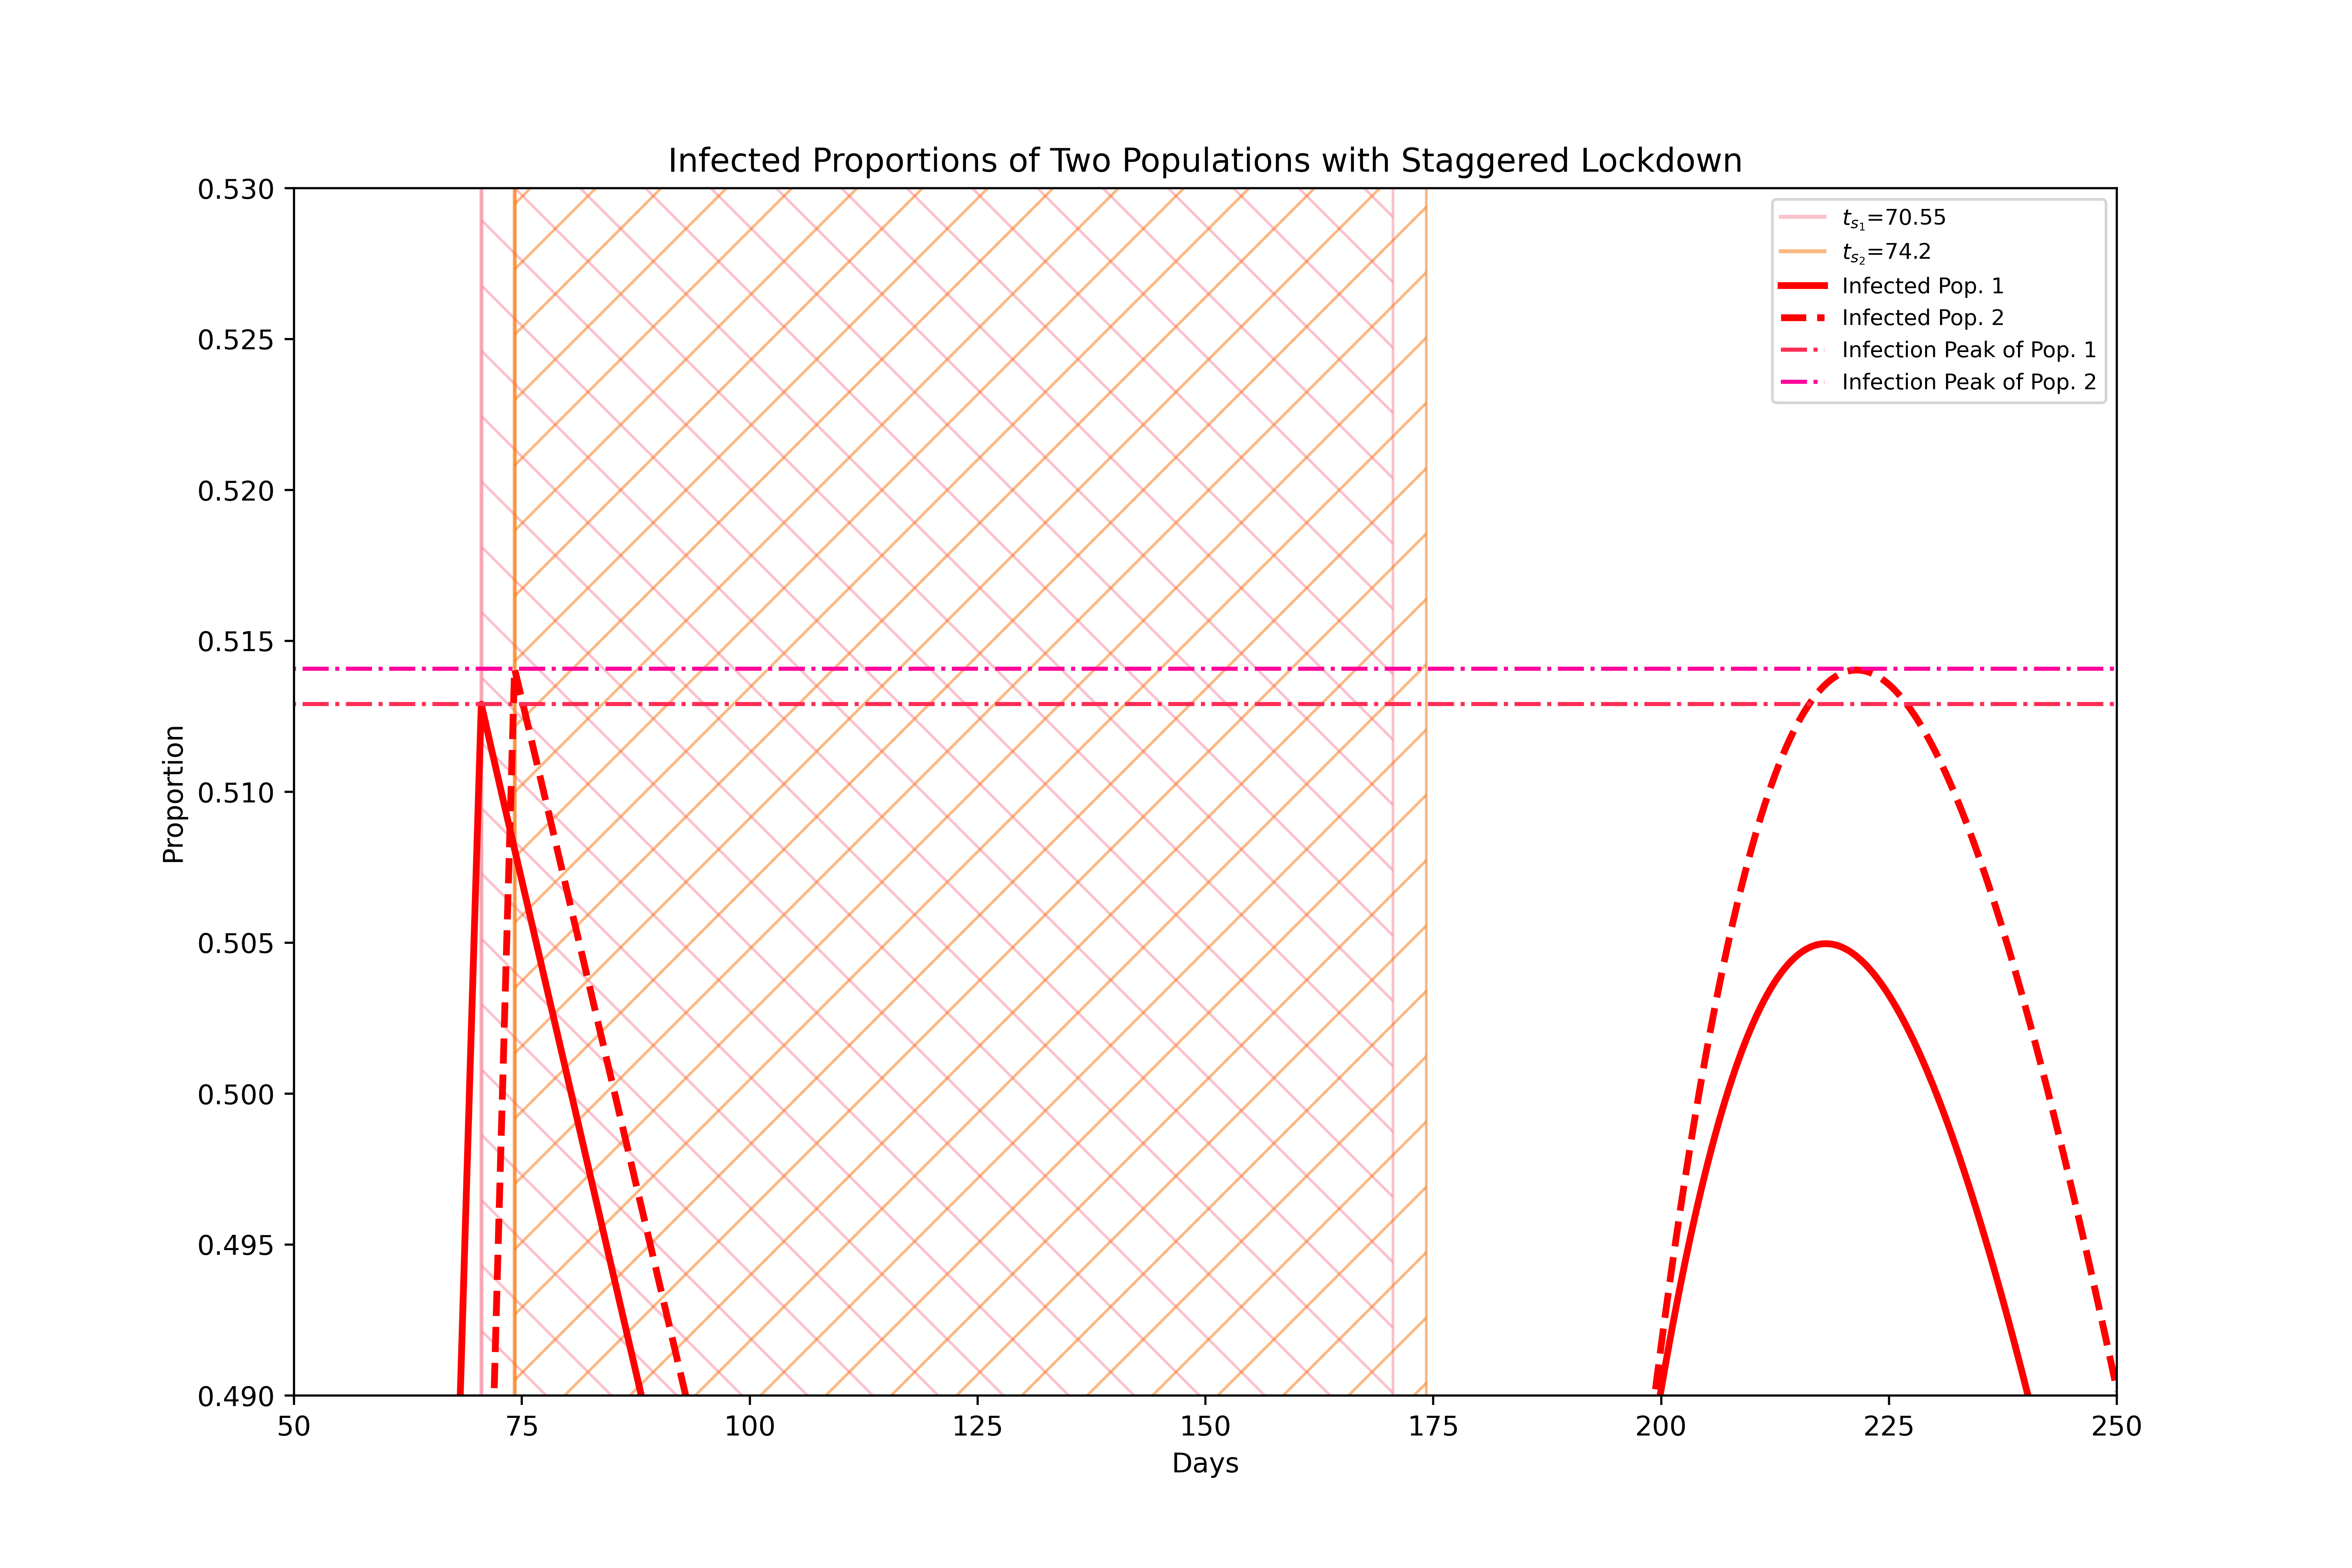 Infected Proportions of Two Populations with Staggered Lockdown
0.530
0.525
0.520
0.515
0.510
0.505
0.500
0.495
0.490
Proportion
t_{s_1}=70.55
t_{s_2}=74.2
Infected Pop. 1
Infected Pop. 2
Infection Peak of Pop. 1
Infection Peak of Pop. 2
50 75 100 125 150 175 200 225 250
Days